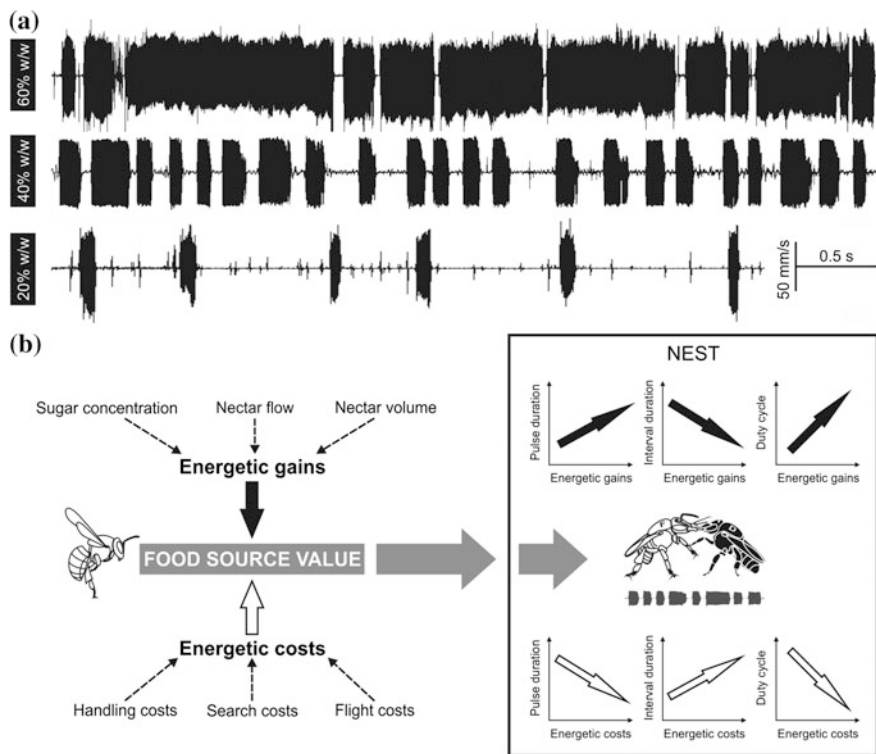 (a)
60% w/w
40% w/w
20% w/w
50 mm/s
0.5 s
(b)
Sugar concentration
Nectar flow
Nectar volume
Energetic gains
FOOD SOURCE VALUE
Energetic costs
Handling costs
Search costs
Flight costs
NEST
Pulse duration
Energetic gains
Interval duration
Energetic gains
Duty cycle
Energetic gains
Pulse duration
Energetic costs
Interval duration
Energetic costs
Duty cycle
Energetic costs